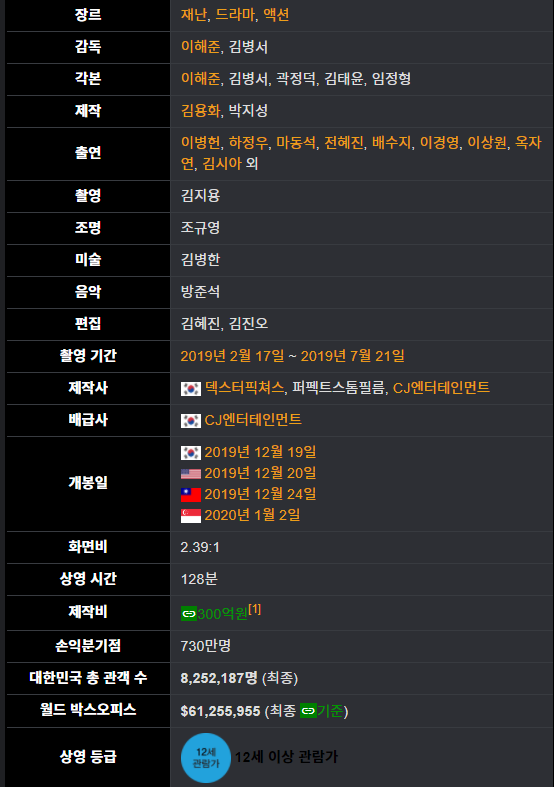 장르 재난, 드라마, 액션
감독 이해준, 김병서
각본 이해준, 김병서, 곽정덕, 김태윤, 임정형
제작 김용화, 박지성
출연 이병헌, 하정우, 마동석, 전혜진, 배수지, 이경영, 이상원, 옥자
연, 김시아 외
촬영 김지용
조명 조규영
미술 김병한
음악 방준석
편집 김혜진, 김진오
촬영 기간 2019년 2월 17일 ~ 2019년 7월 21일
제작사 덱스터픽쳐스, 퍼펙트스톰필름, CJ엔터테인먼트
배급사 CJ엔터테인먼트
개봉일 2019년 12월 19일
2019년 12월 20일
2019년 12월 24일
2020년 1월 2일
화면비 2.39:1
상영 시간 128분
제작비 300억원[1]
손익분기점 730만명
대한민국 총 관객 수 8,252,187명 (최종)
월드 박스오피스 $61,255,955 (최종 기준)
상영 등급 12세 관람가 12세 이상 관람가